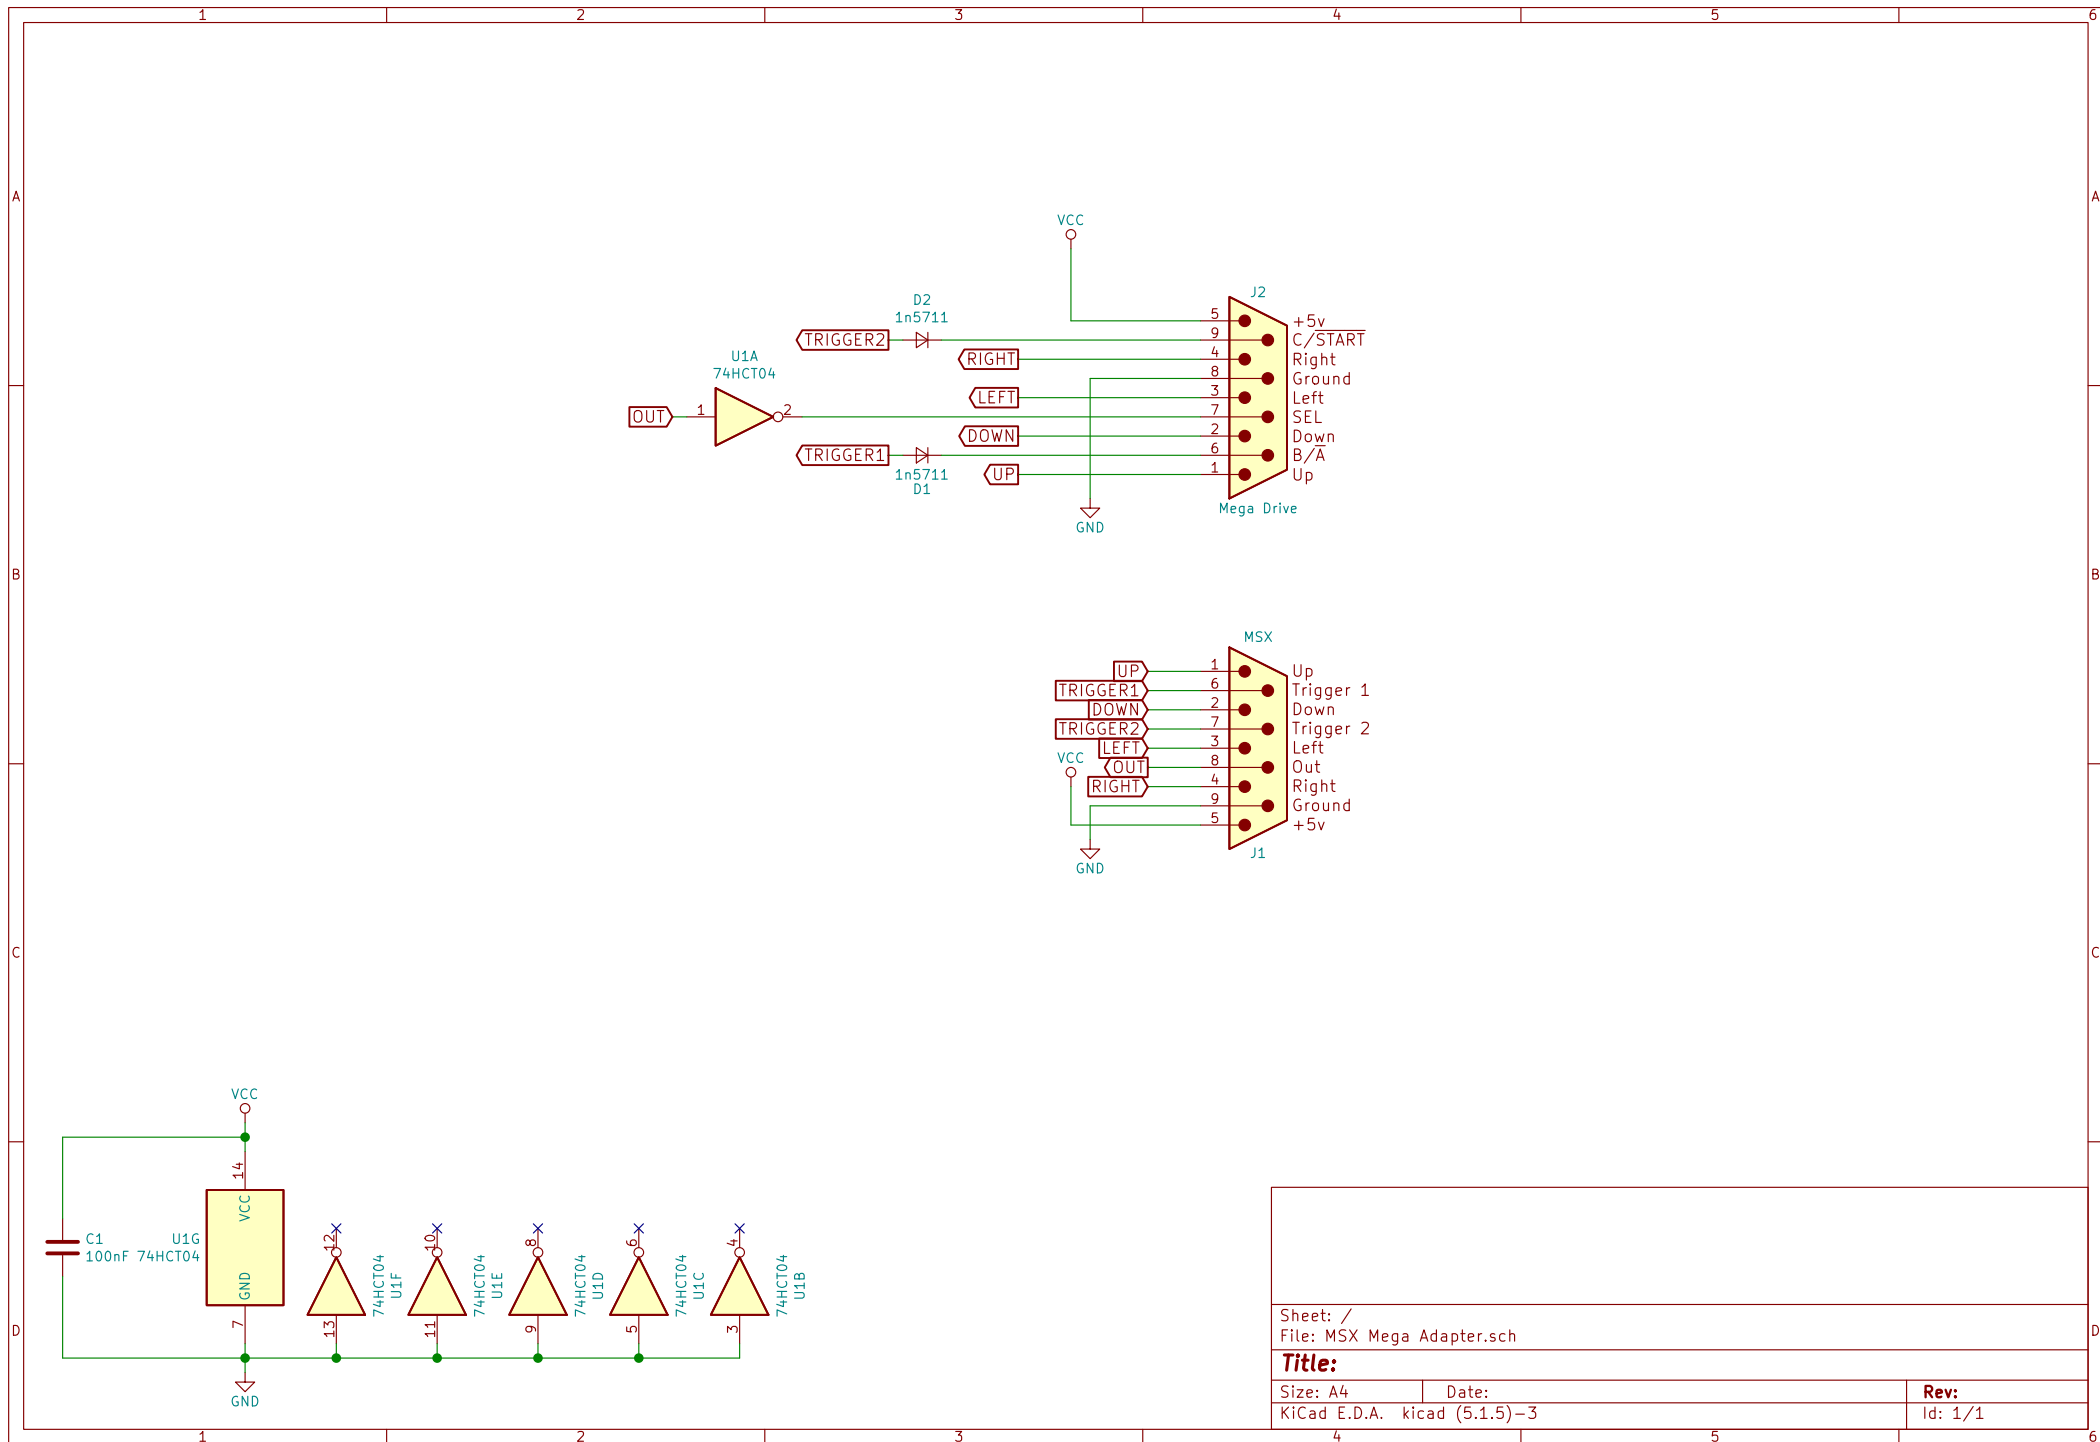 1 2 3 4 5 6
A A
VCC
J2
D2
1n5711
5 +5v
TRIGGER2 9 C/START
RIGHT 4 Right
U1A
74HCT04
8 Ground
LEFT 3 Left
OUT 1 2 7 SEL
DOWN 2 Down
TRIGGER1 6 B/A
1n5711
D1
UP 1 Up
Mega Drive
GND
B B
MSX
UP 1 Up
TRIGGER1 6 Trigger 1
DOWN 2 Down
TRIGGER2 7 Trigger 2
LEFT 3 Left
VCC
OUT 8 Out
RIGHT 4 Right
9 Ground
5 +5v
J1
GND
C C
VCC
14
VCC
C1 U1G
100nF 74HCT04
GND
7
GND
12 74HCT04 U1F 13
10 74HCT04 U1E 11
8 74HCT04 U1D 9
6 74HCT04 U1C 5
4 74HCT04 U1B 3
D D
Sheet: /
File: MSX Mega Adapter.sch
Title:
Size: A4 Date: Rev:
KiCad E.D.A. kicad (5.1.5)-3 Id: 1/1
1 2 3 4 5 6